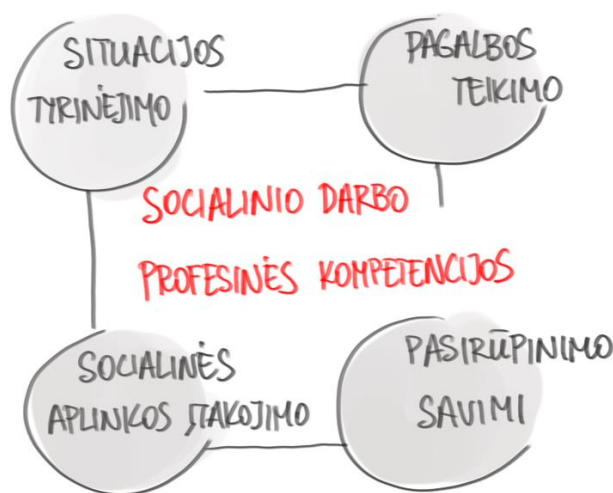 SITUACIJOS
TYRINĖJIMO
PAGALBOS
TEIKIMO
SOCIALINIO DARBO
PROFESINĖS KOMPETENCIJOS
SOCIALINĖS
APLINKOS ĮTAKOJIMO
PASIRŪPINIMO
SAVIMI